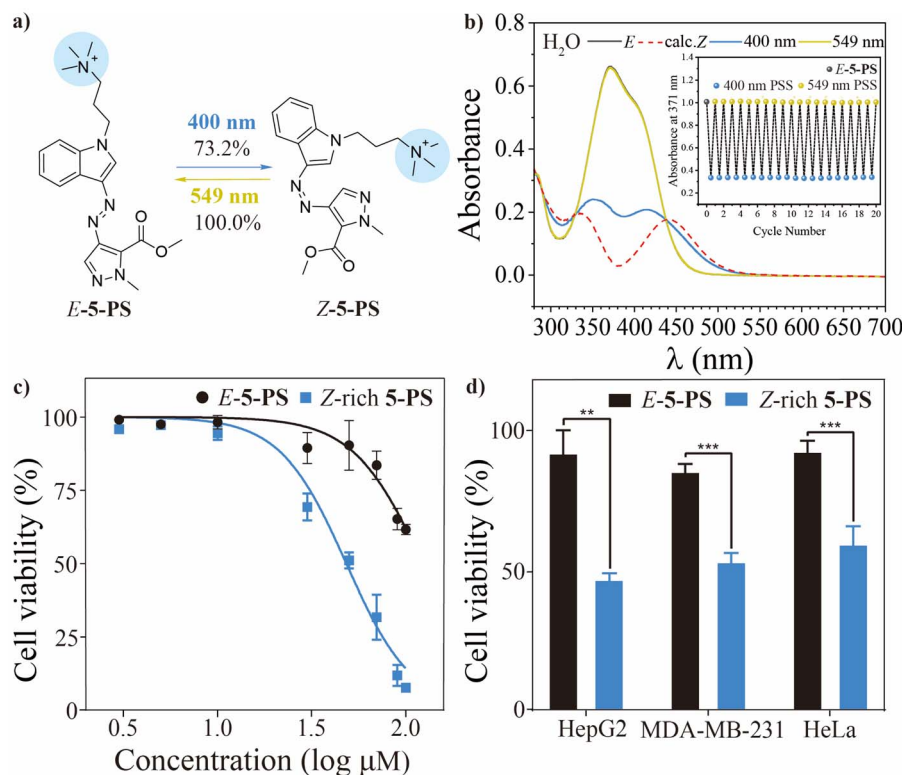 a)
N+
N
N
N
N
N
O
O
E-5-PS
400 nm
73.2%
549 nm
100.0%
N
N+
N
N
N
N
O
O
Z-5-PS
b)
H2O E calc.Z 400 nm 549 nm
Absorbance
0.8
0.6
0.4
0.2
0.0
300 350 400 450 500 550 600 650 700
λ (nm)
E-5-PS
400 nm PSS 549 nm PSS
Absorbance at 371 nm
1.4
1.2
1.0
0.8
0.6
0.4
0 2 4 6 8 10 12 14 16 18 20
Cycle Number
c)
E-5-PS Z-rich 5-PS
Cell viability (%)
100
75
50
25
0
0.5 1.0 1.5 2.0
Concentration (log μM)
d)
E-5-PS Z-rich 5-PS
Cell viability (%)
100
50
0
** *** ***
HepG2 MDA-MB-231 HeLa